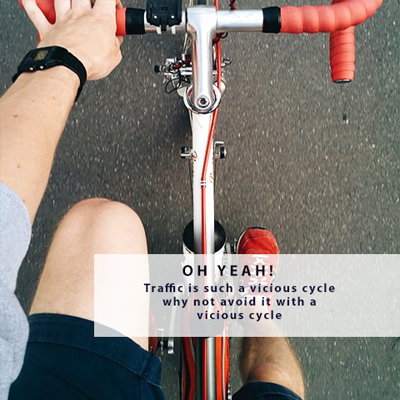 OH YEAH!
Traffic is such a vicious cycle
why not avoid it with a
vicious cycle